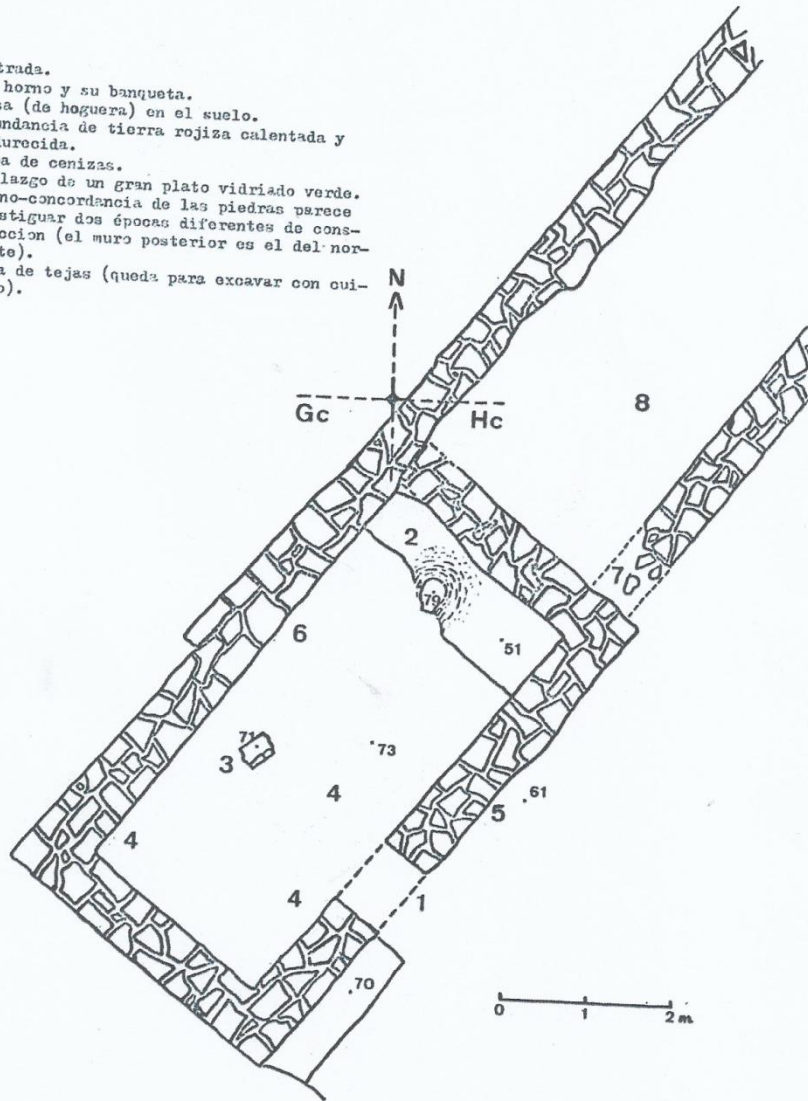 trada.
horno y su banqueta.
sa (de hoguera) en el suelo.
undancia de tierra rojiza calentada y
durecida.
a de cenizas.
lazgo de un gran plato vidriado verde.
no-concordancia de las piedras parece
stiguar dos épocas diferentes de cons-
ccion (el muro posterior es el del nor-
te).
a de tejas (queda para excavar con cui-
o).
N
Gc Hc
8
2
7
79
6
51
71
3
73
4
61
5
4
4
1
70
0 1 2 m